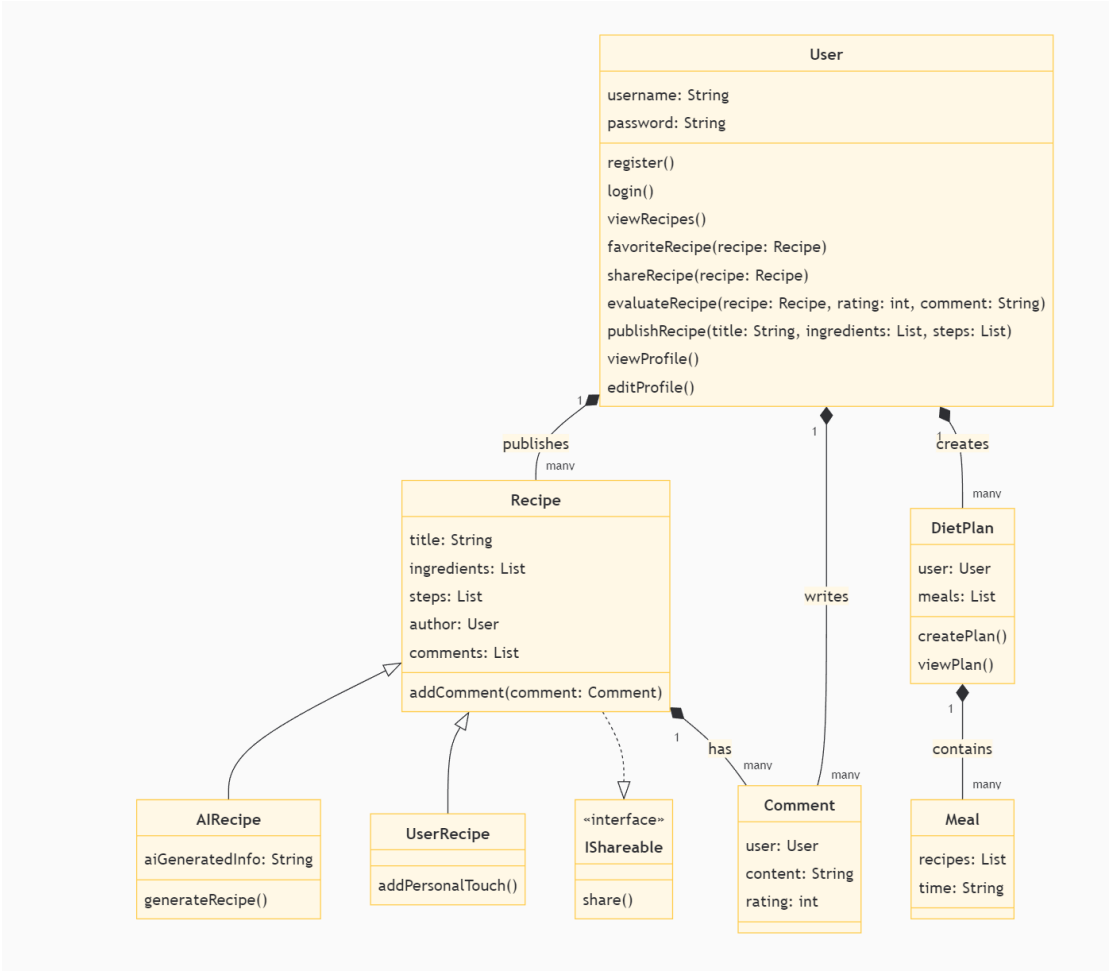 User
username: String
password: String
register()
login()
viewRecipes()
favoriteRecipe(recipe: Recipe)
shareRecipe(recipe: Recipe)
evaluateRecipe(recipe: Recipe, rating: int, comment: String)
publishRecipe(title: String, ingredients: List, steps: List)
viewProfile()
editProfile()
1
publishes
many
1
writes
many
1
creates
many
Recipe
title: String
ingredients: List
steps: List
author: User
comments: List
addComment(comment: Comment)
DietPlan
user: User
meals: List
createPlan()
viewPlan()
1
has
many
1
contains
many
AIRecipe
aiGeneratedInfo: String
generateRecipe()
UserRecipe
addPersonalTouch()
«interface»
IShareable
share()
Comment
user: User
content: String
rating: int
Meal
recipes: List
time: String